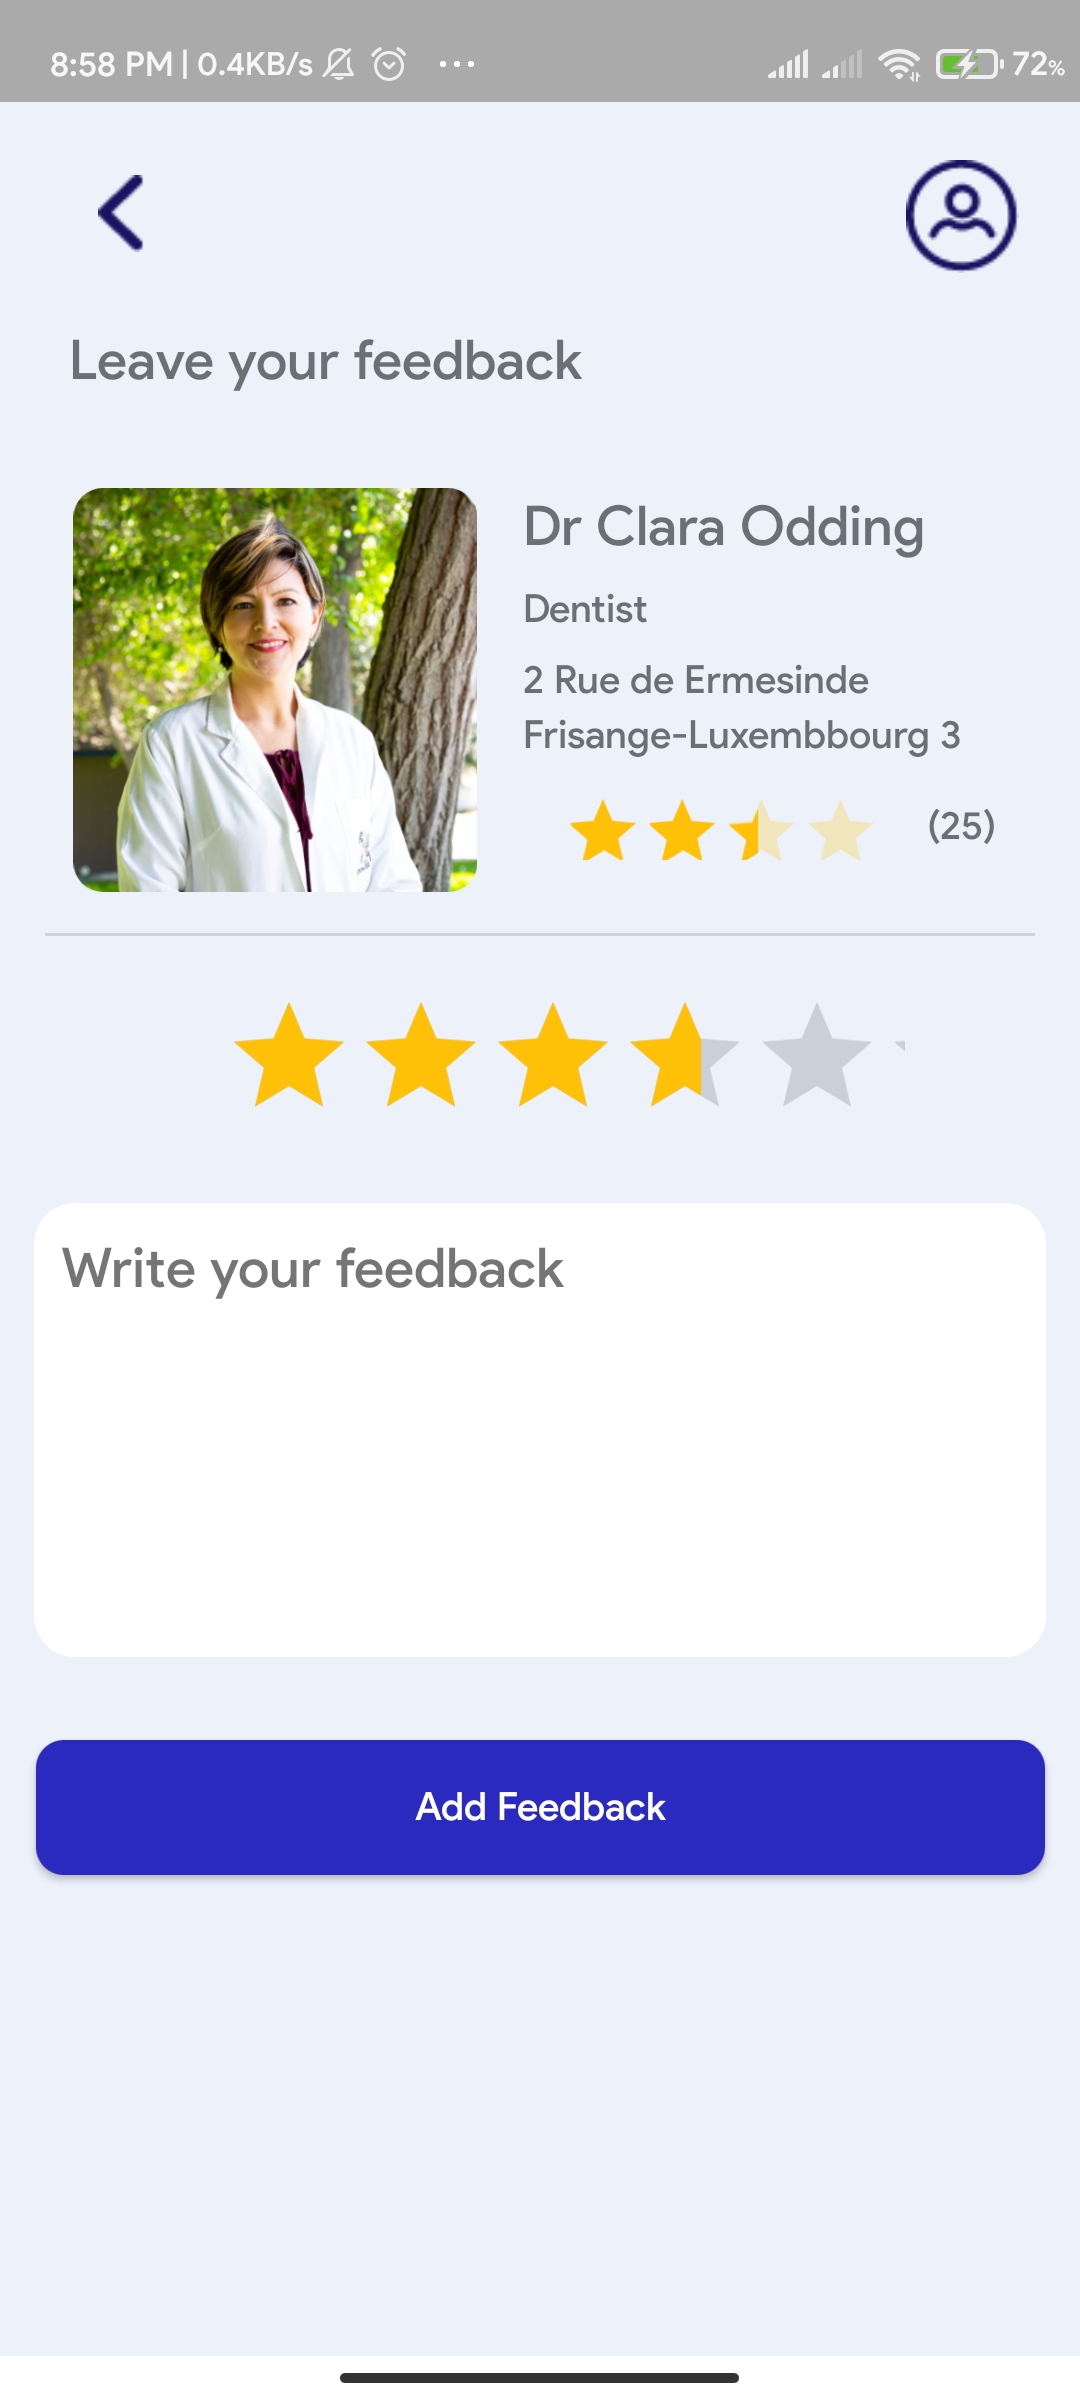 8:58 PM | 0.4KB/s ... 72%
Leave your feedback
Dr Clara Odding
Dentist
2 Rue de Ermesinde
Frisange-Luxembbourg 3
(25)
Write your feedback
Add Feedback